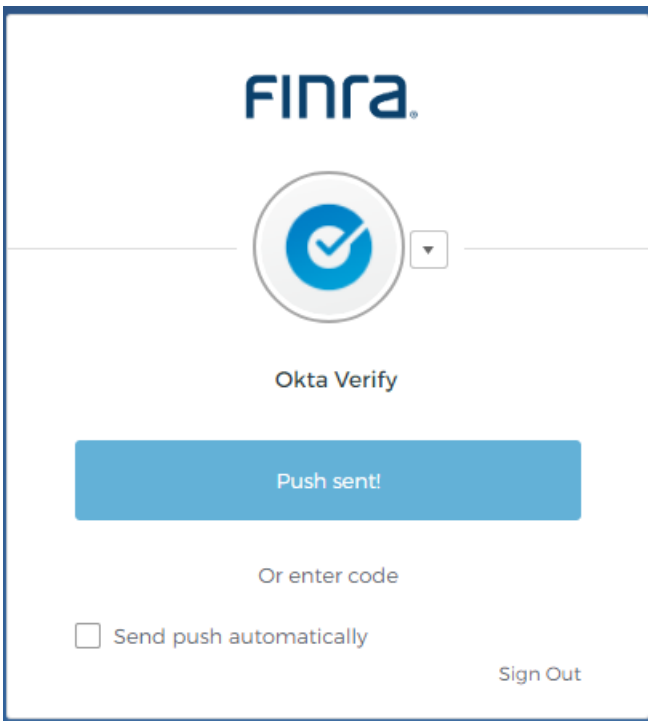 FINRA®
Okta Verify
Push sent!
Or enter code
Send push automatically
Sign Out